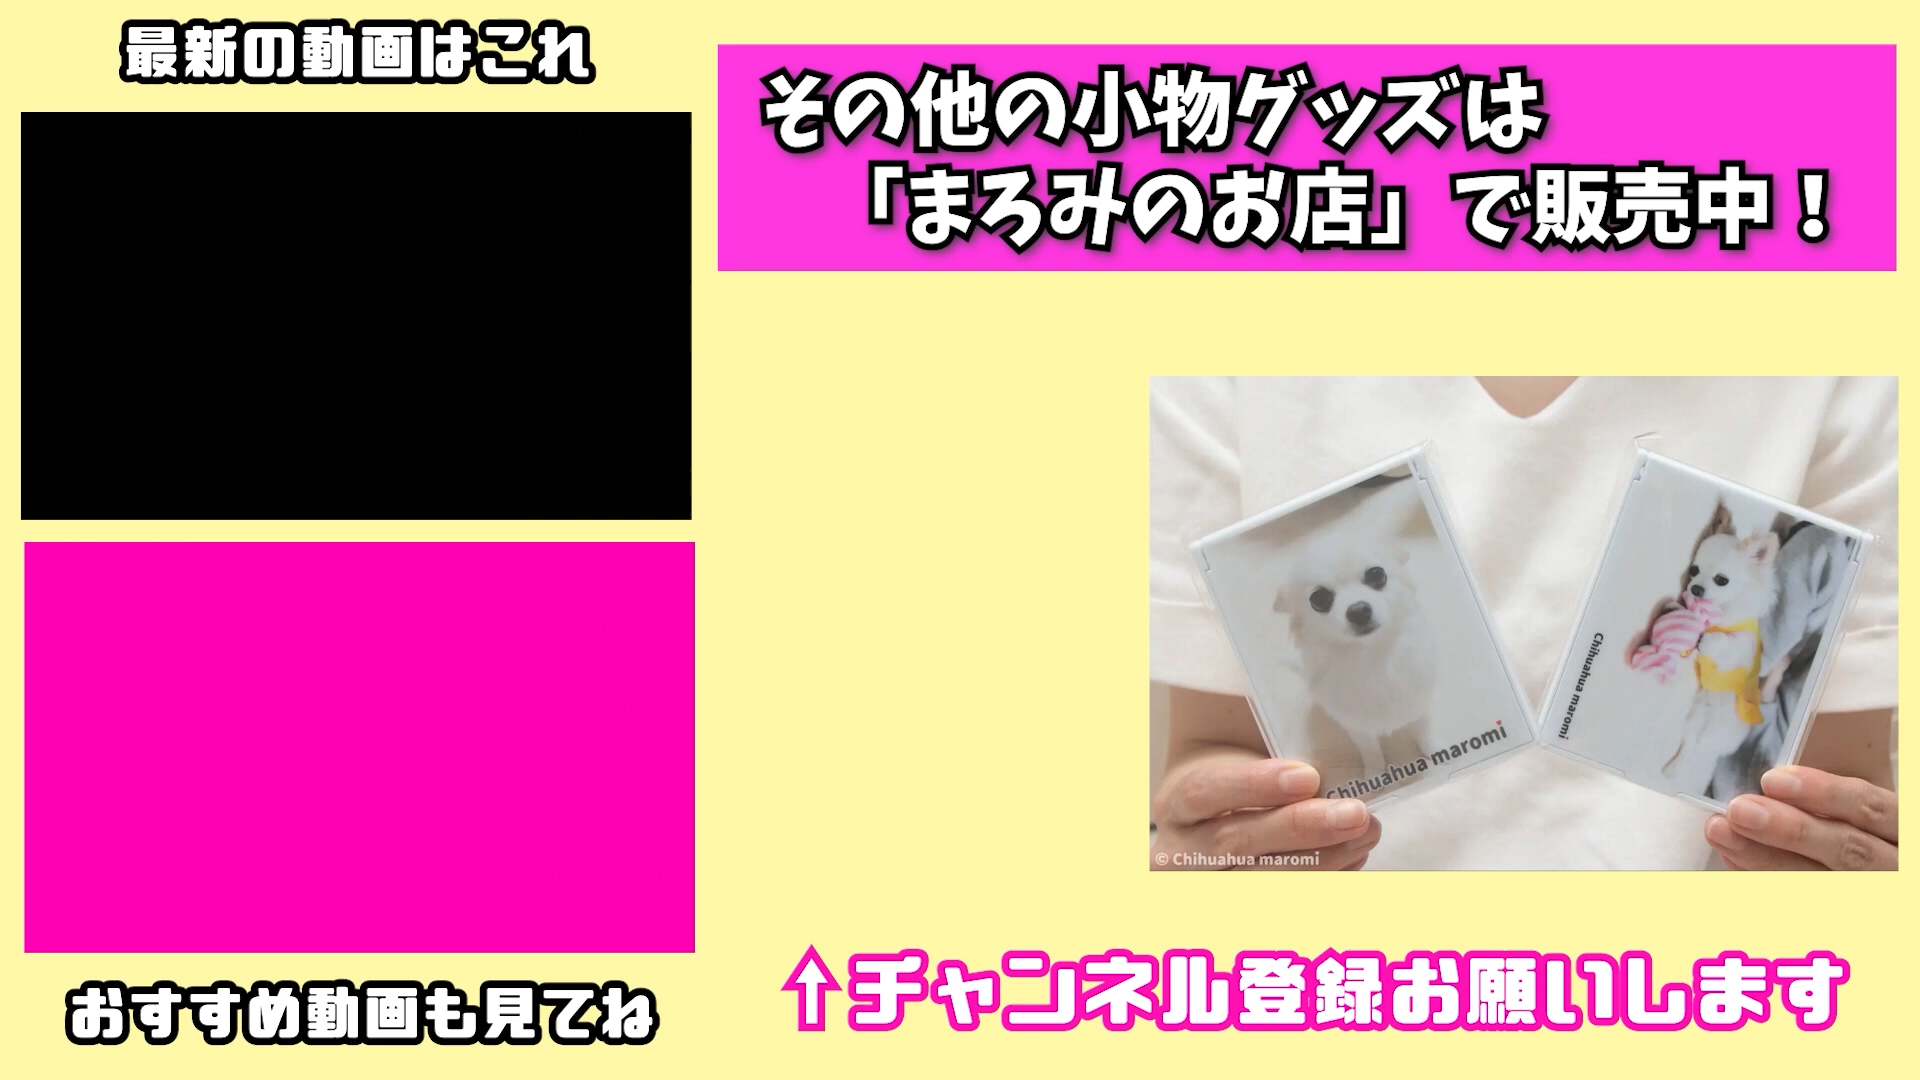 最新の動画はこれ
その他の小物グッズは
「まろみのお店」で販売中！
Chihuahua maromi
Chihuahua maromi
© Chihuahua maromi
おすすめ動画も見てね
↑チャンネル登録お願いします